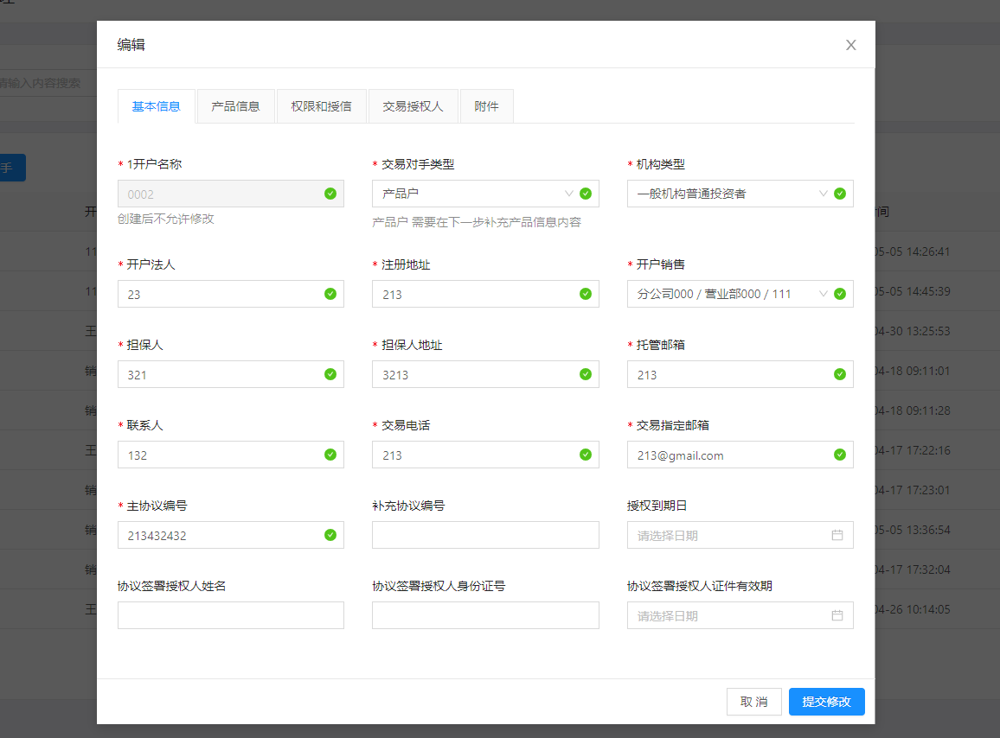 编辑
请输入内容搜索
基本信息 产品信息 权限和授信 交易授权人 附件
* 1开户名称 * 交易对手类型 * 机构类型
手
0002 产品户 一般机构普通投资者
开 创建后不允许修改 产品户 需要在下一步补充产品信息内容 间
11 05-05 14:26:41
* 开户法人 * 注册地址 * 开户销售
11 23 213 分公司000 / 营业部000 / 111 05-05 14:45:39
王 04-30 13:25:53
* 担保人 * 担保人地址 * 托管邮箱
销 321 3213 213 04-18 09:11:01
销 04-18 09:11:28
* 联系人 * 交易电话 * 交易指定邮箱
王 132 213 213@gmail.com 04-17 17:22:16
销 04-17 17:23:01
* 主协议编号 补充协议编号 授权到期日
销 213432432 请选择日期 05-05 13:36:54
销 04-17 17:32:04
协议签署授权人姓名 协议签署授权人身份证号 协议签署授权人证件有效期
王 请选择日期 04-26 10:14:05
取 消 提交修改